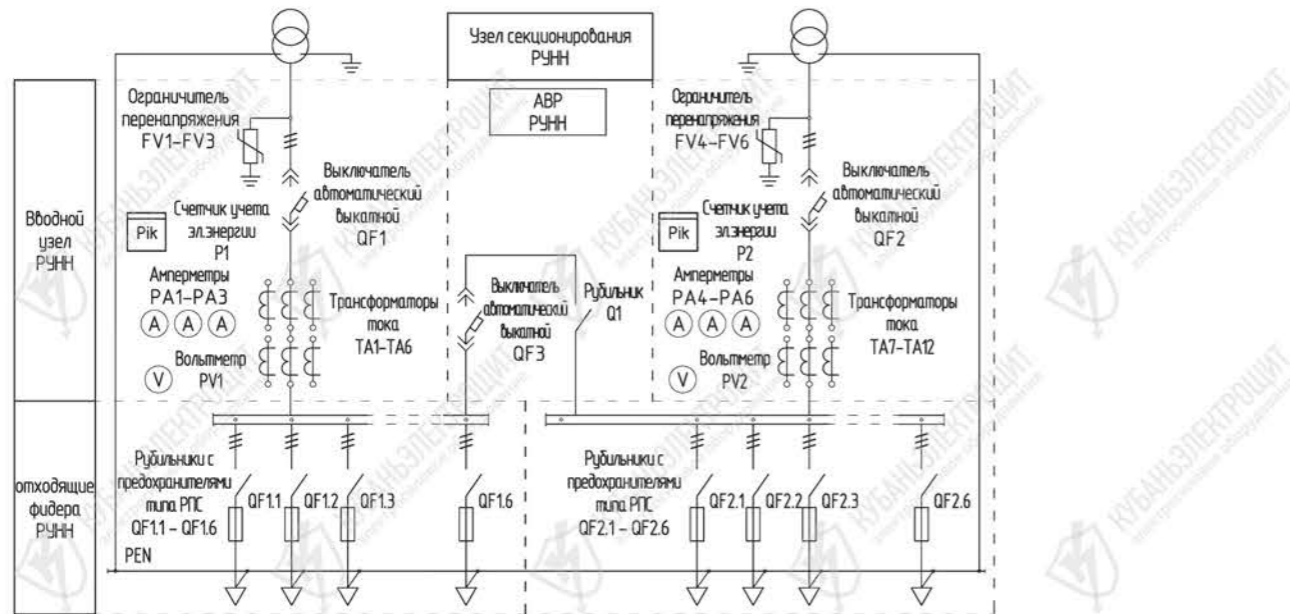 Узел секционирования
РУНН
АВР
РУНН
Ограничитель
перенапряжения
FV1-FV3
Ограничитель
перенапряжения
FV4-FV6
Вводной
узел
РУНН
Выключатель
автоматический
выкатной
QF1
Счетчик учета
эл.энергии
P1
Pik
Амперметры
PA1-PA3
A A A
Вольтметр
PV1
V
Трансформаторы
тока
TA1-TA6
Выключатель
автоматический
выкатной
QF3
Рубильник
Q1
Выключатель
автоматический
выкатной
QF2
Счетчик учета
эл.энергии
P2
Pik
Амперметры
PA4-PA6
A A A
Вольтметр
PV2
V
Трансформаторы
тока
TA7-TA12
отходящие
фидера
РУНН
Рубильники с
предохранителями
типа РПС
QF1.1 - QF1.6
QF1.1
QF1.2
QF1.3
QF1.6
PEN
Рубильники с
предохранителями
типа РПС
QF2.1 - QF2.6
QF2.1
QF2.2
QF2.3
QF2.6
КУБАНЬЭЛЕКТРОЩИТ
электрощитовое оборудование